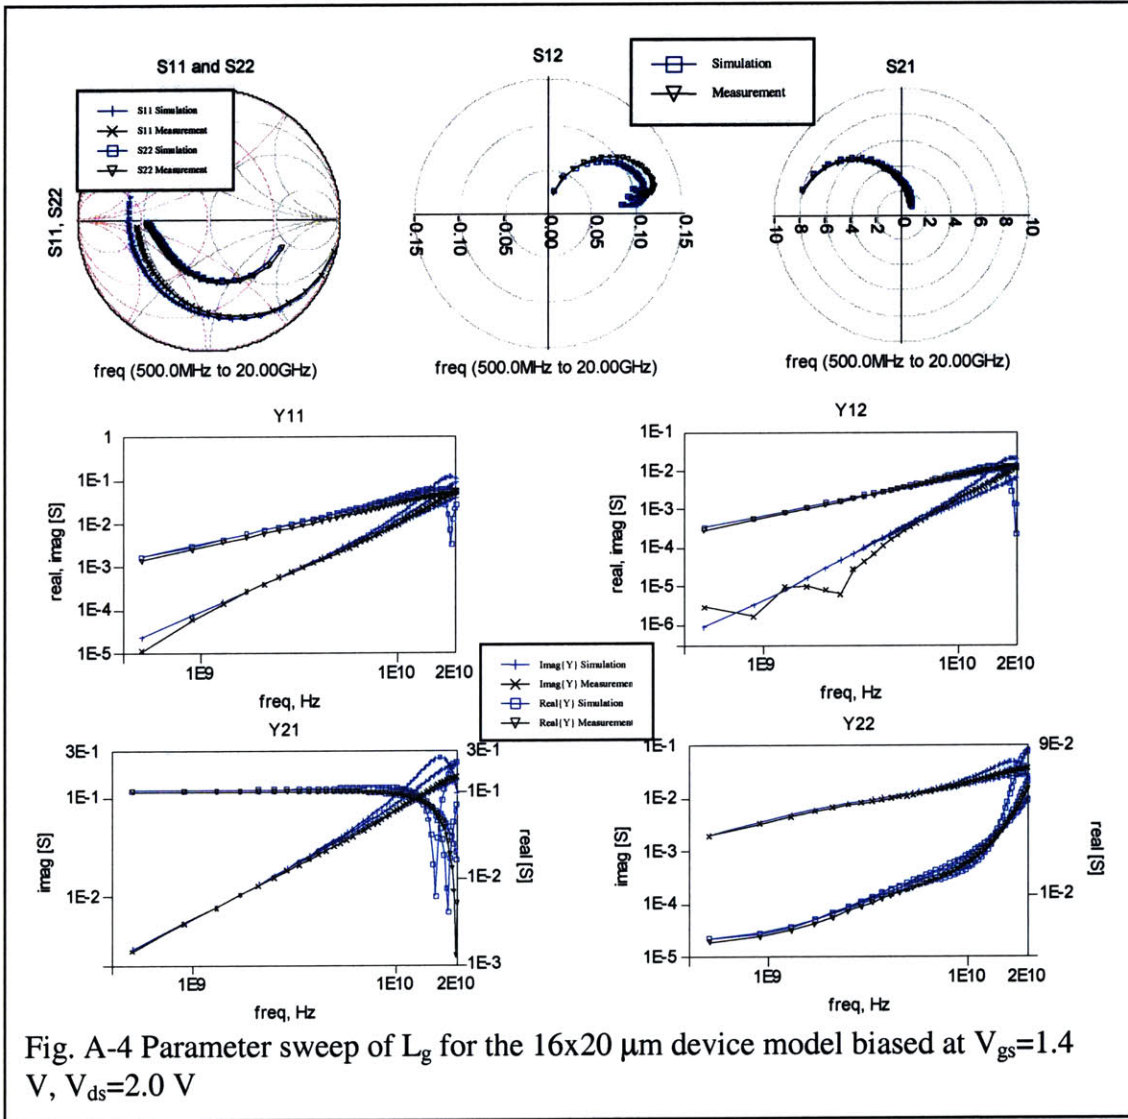 S11 and S22
S11 Simulation
S11 Measurement
S22 Simulation
S22 Measurement
S11, S22
freq (500.0MHz to 20.00GHz)
S12
-0.15
-0.10
-0.05
0.00
0.05
0.10
0.15
freq (500.0MHz to 20.00GHz)
Simulation
Measurement
S21
-10
-8
-6
-4
-2
0
2
4
6
8
10
freq (500.0MHz to 20.00GHz)
Y11
real, imag [S]
1
1E-1
1E-2
1E-3
1E-4
1E-5
1E9
1E10
2E10
freq, Hz
Y12
real, imag [S]
1E-1
1E-2
1E-3
1E-4
1E-5
1E-6
1E9
1E10
2E10
freq, Hz
Imag{Y} Simulation
Imag{Y} Measuremen
Real{Y} Simulation
Real{Y} Measurement
Y21
imag [S]
3E-1
1E-1
1E-2
3E-1
1E-1
1E-2
1E-3
real [S]
1E9
1E10
2E10
freq, Hz
Y22
imag [S]
1E-1
1E-2
1E-3
1E-4
1E-5
9E-2
1E-2
real [S]
1E9
1E10
2E10
freq, Hz
Fig. A-4 Parameter sweep of Lg for the 16x20 μm device model biased at Vgs=1.4
V, Vds=2.0 V